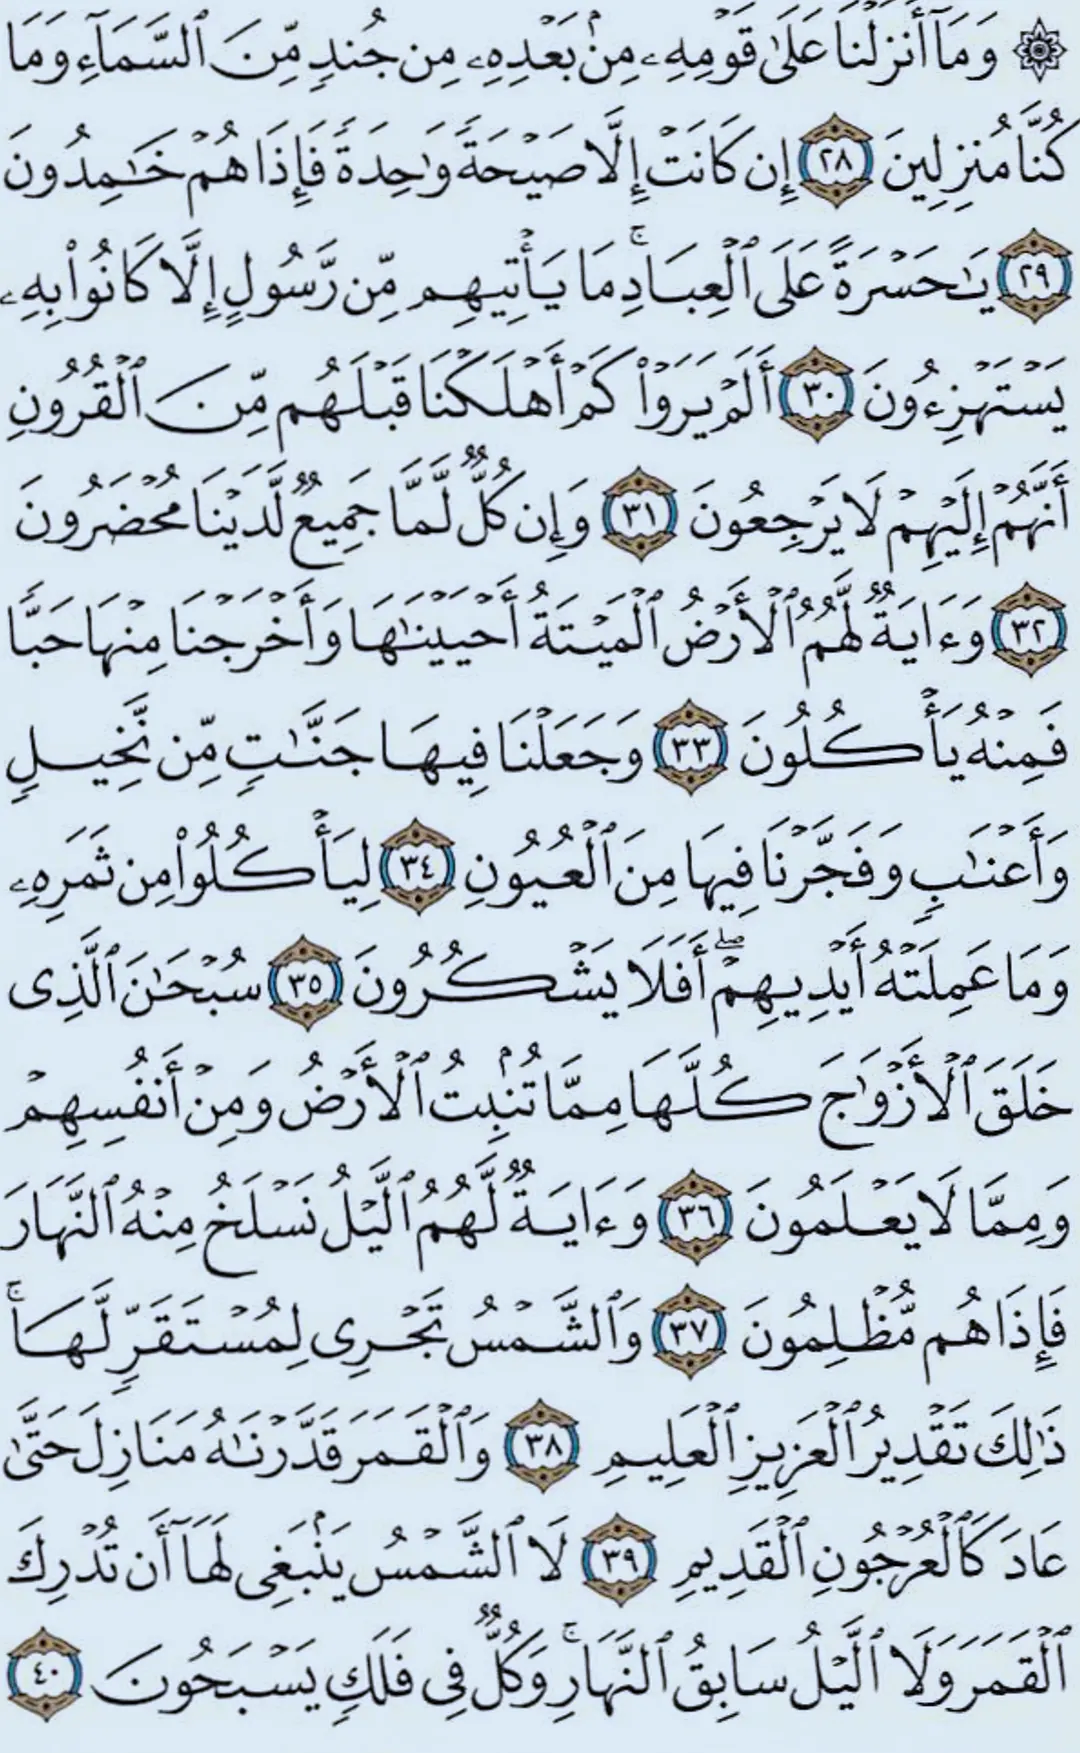 ۞ وَمَآ أَنزَلْنَا عَلَىٰ قَوْمِهِۦ مِنۢ بَعْدِهِۦ مِن جُندٍ مِّنَ ٱلسَّمَآءِ وَمَا
كُنَّا مُنزِلِينَ ٢٨ إِن كَانَتْ إِلَّا صَيْحَةً وَٰحِدَةً فَإِذَا هُمْ خَـٰمِدُونَ
٢٩ يَـٰحَسْرَةً عَلَى ٱلْعِبَادِ ۚ مَا يَأْتِيهِم مِّن رَّسُولٍ إِلَّا كَانُوا۟ بِهِۦ
يَسْتَهْزِءُونَ ٣٠ أَلَمْ يَرَوْا۟ كَمْ أَهْلَكْنَا قَبْلَهُم مِّنَ ٱلْقُرُونِ
أَنَّهُمْ إِلَيْهِمْ لَا يَرْجِعُونَ ٣١ وَإِن كُلٌّ لَّمَّا جَمِيعٌ لَّدَيْنَا مُحْضَرُونَ
٣٢ وَءَايَةٌ لَّهُمُ ٱلْأَرْضُ ٱلْمَيْتَةُ أَحْيَيْنَـٰهَا وَأَخْرَجْنَا مِنْهَا حَبًّا
فَمِنْهُ يَأْكُلُونَ ٣٣ وَجَعَلْنَا فِيهَا جَنَّـٰتٍ مِّن نَّخِيلٍ
وَأَعْنَـٰبٍ وَفَجَّرْنَا فِيهَا مِنَ ٱلْعُيُونِ ٣٤ لِيَأْكُلُوا۟ مِن ثَمَرِهِۦ
وَمَا عَمِلَتْهُ أَيْدِيهِمْ ۖ أَفَلَا يَشْكُرُونَ ٣٥ سُبْحَـٰنَ ٱلَّذِى
خَلَقَ ٱلْأَزْوَٰجَ كُلَّهَا مِمَّا تُنۢبِتُ ٱلْأَرْضُ وَمِنْ أَنفُسِهِمْ
وَمِمَّا لَا يَعْلَمُونَ ٣٦ وَءَايَةٌ لَّهُمُ ٱلَّيْلُ نَسْلَخُ مِنْهُ ٱلنَّهَارَ
فَإِذَا هُم مُّظْلِمُونَ ٣٧ وَٱلشَّمْسُ تَجْرِى لِمُسْتَقَرٍّ لَّهَا ۚ
ذَٰلِكَ تَقْدِيرُ ٱلْعَزِيزِ ٱلْعَلِيمِ ٣٨ وَٱلْقَمَرَ قَدَّرْنَـٰهُ مَنَازِلَ حَتَّىٰ
عَادَ كَٱلْعُرْجُونِ ٱلْقَدِيمِ ٣٩ لَا ٱلشَّمْسُ يَنۢبَغِى لَهَآ أَن تُدْرِكَ
ٱلْقَمَرَ وَلَا ٱلَّيْلُ سَابِقُ ٱلنَّهَارِ ۚ وَكُلٌّ فِى فَلَكٍ يَسْبَحُونَ ٤٠